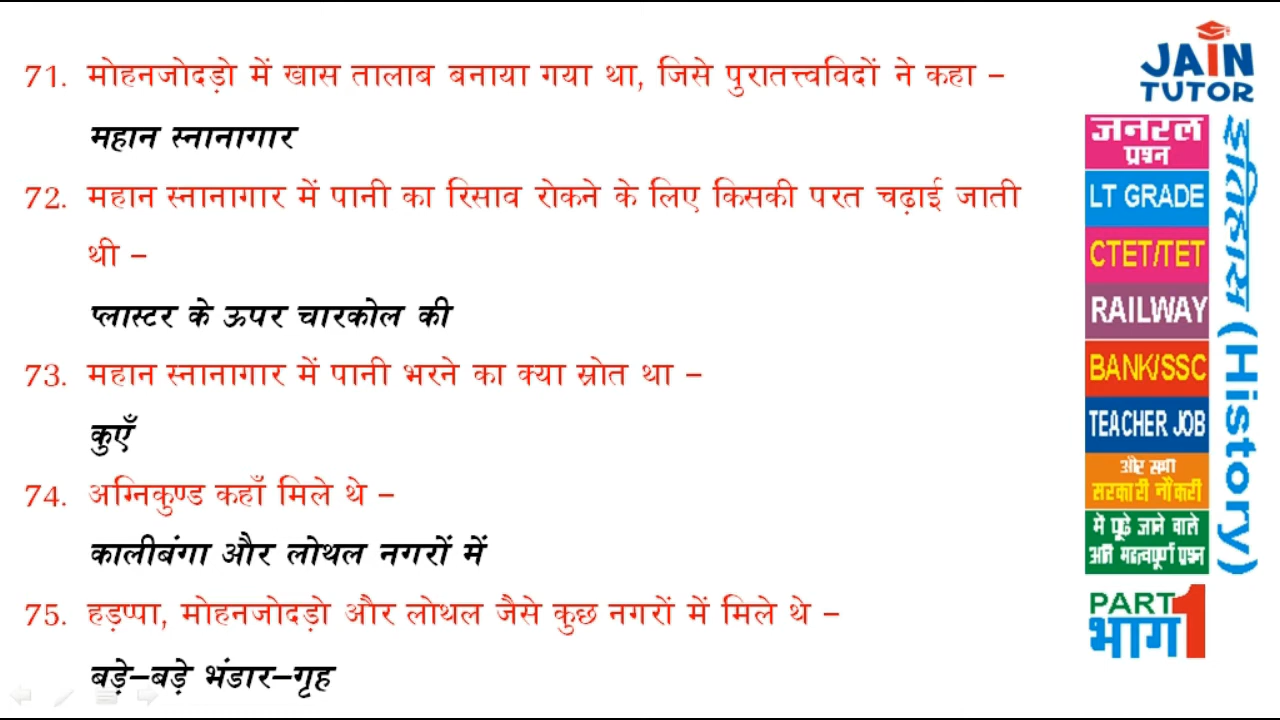 71. मोहनजोदड़ो में खास तालाब बनाया गया था, जिसे पुरातत्त्वविदों ने कहा –
महान स्नानागार
72. महान स्नानागार में पानी का रिसाव रोकने के लिए किसकी परत चढ़ाई जाती
थी –
प्लास्टर के ऊपर चारकोल की
73. महान स्नानागार में पानी भरने का क्या स्रोत था –
कुएँ
74. अग्निकुण्ड कहाँ मिले थे –
कालीबंगा और लोथल नगरों में
75. हड़प्पा, मोहनजोदड़ो और लोथल जैसे कुछ नगरों में मिले थे –
बड़े–बड़े भंडार–गृह
JAIN
TUTOR
जनरल
प्रश्न
LT GRADE
CTET/TET
RAILWAY
BANK/SSC
TEACHER JOB
और सभी
सरकारी नौकरी
में पूछे जाने वाले
अति महत्वपूर्ण प्रश्न
इतिहास (History)
PART 1
भाग